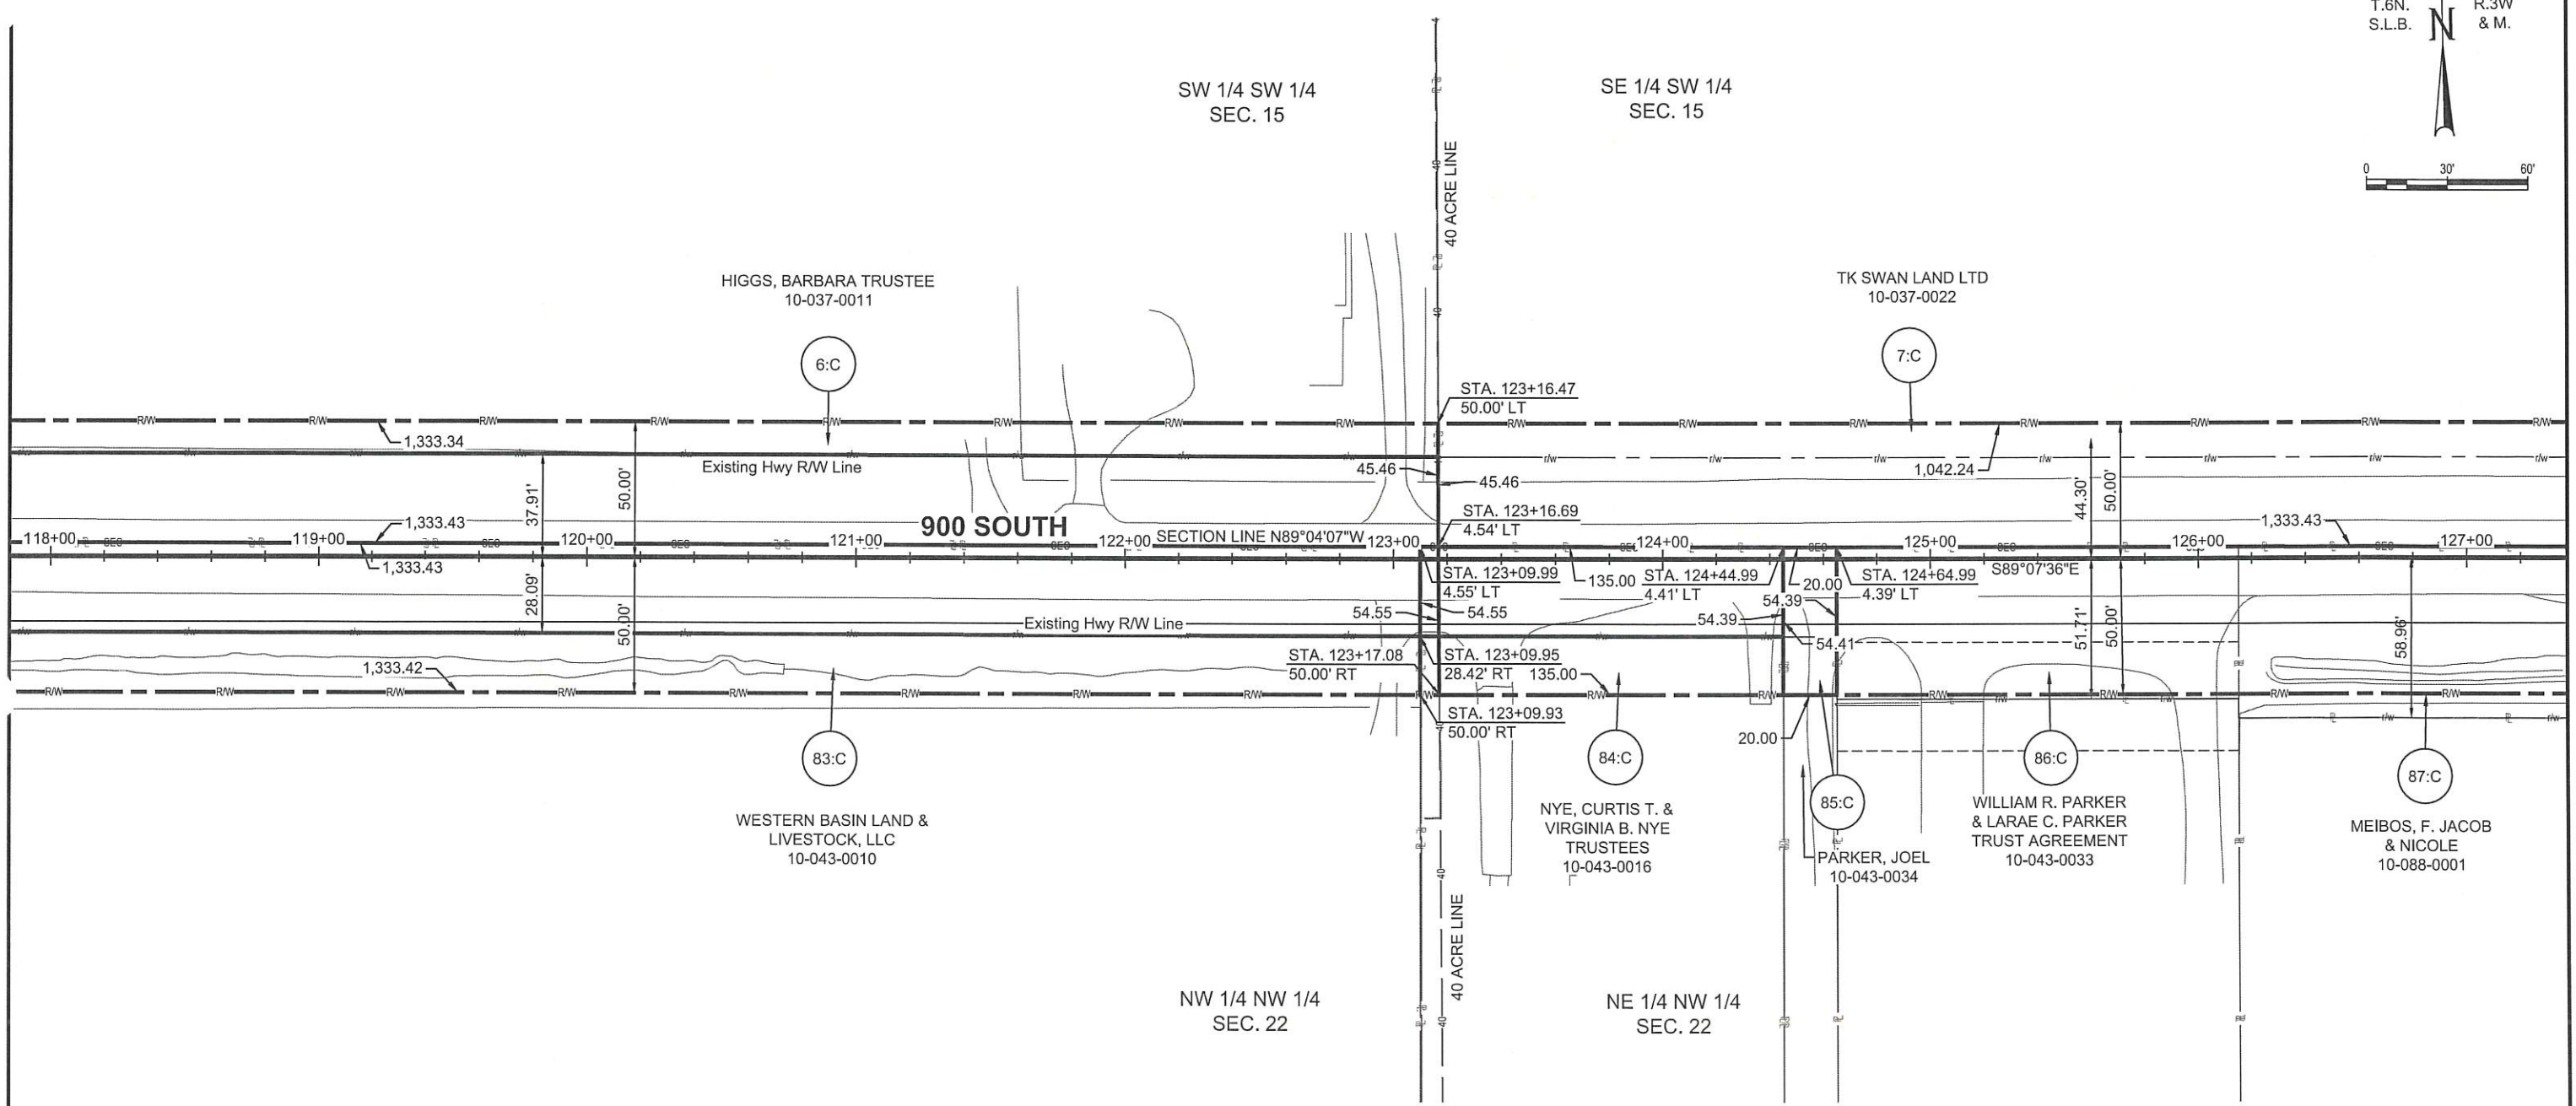 T.6N. R.3W
S.L.B. N & M.
0 30' 60'
SW 1/4 SW 1/4
SEC. 15
SE 1/4 SW 1/4
SEC. 15
40 ACRE LINE
40
40
HIGGS, BARBARA TRUSTEE
10-037-0011
6:C
TK SWAN LAND LTD
10-037-0022
7:C
STA. 123+16.47
50.00' LT
R/W R/W R/W R/W R/W R/W R/W R/W R/W R/W R/W R/W R/W R/W R/W
1,333.34
Existing Hwy R/W Line
r/w r/w r/w r/w r/w r/w r/w
45.46
45.46
1,042.24
37.91'
50.00'
44.30'
50.00'
STA. 123+16.69
4.54' LT
1,333.43
900 SOUTH
SECTION LINE N89°04'07"W
1,333.43
118+00 119+00 120+00 121+00 122+00 123+00 124+00 125+00 126+00 127+00
1,333.43
STA. 123+09.99
4.55' LT
135.00
STA. 124+44.99
4.41' LT
20.00
STA. 124+64.99
4.39' LT
S89°07'36"E
28.09'
50.00'
54.55
54.55
54.39
54.39
54.41
51.71'
50.00'
58.96'
Existing Hwy R/W Line
STA. 123+17.08
50.00' RT
STA. 123+09.95
28.42' RT
135.00
1,333.42
R/W R/W R/W R/W R/W R/W R/W R/W R/W R/W R/W R/W R/W R/W R/W
r/w r/w r/w r/w
STA. 123+09.93
50.00' RT
20.00
83:C
WESTERN BASIN LAND &
LIVESTOCK, LLC
10-043-0010
84:C
NYE, CURTIS T. &
VIRGINIA B. NYE
TRUSTEES
10-043-0016
85:C
PARKER, JOEL
10-043-0034
86:C
WILLIAM R. PARKER
& LARAE C. PARKER
TRUST AGREEMENT
10-043-0033
87:C
MEIBOS, F. JACOB
& NICOLE
10-088-0001
40
40 ACRE LINE
40
NW 1/4 NW 1/4
SEC. 22
NE 1/4 NW 1/4
SEC. 22